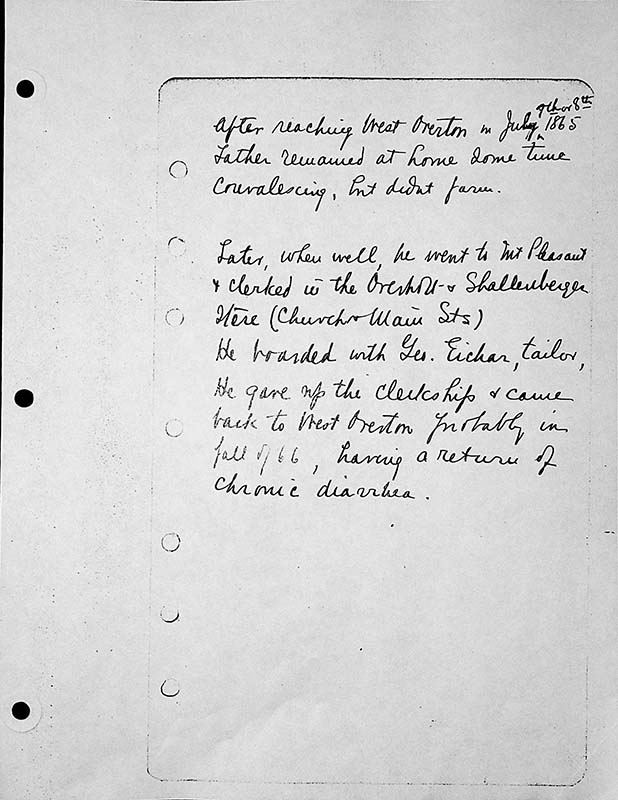 7th or 8th
After reaching West Overton in July 1865
Father remained at home some time
convalescing, but didnt farm.
Later, when well, he went to Mt Pleasant
& clerked in the Overholt & Shallenberger
Store (Church & Main Sts)
He boarded with Geo. Eichar, tailor,
He gave up the clerkship & came
back to West Overton probably in
fall of 66, having a return of
chronic diarrhea.